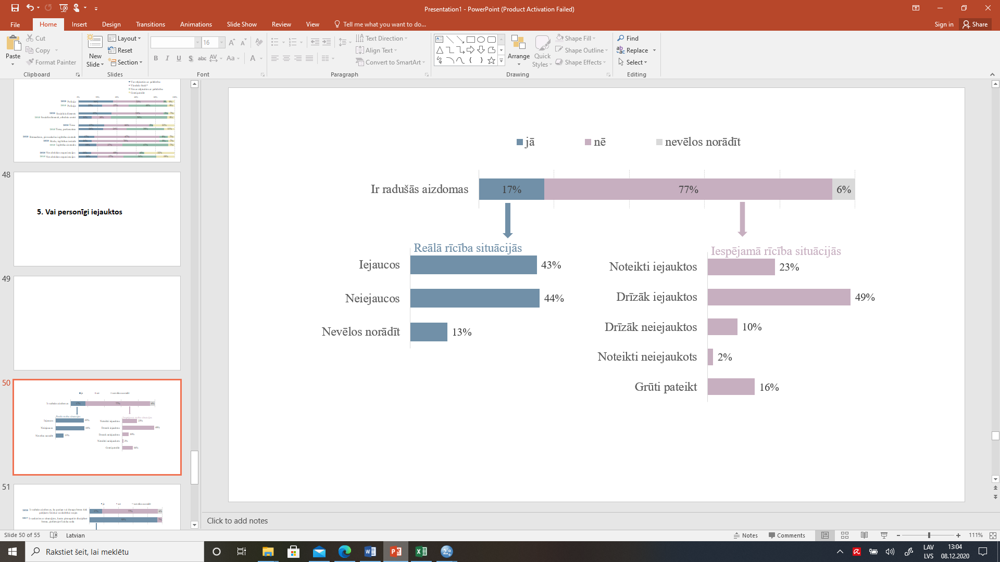 Presentation1 - PowerPoint (Product Activation Failed)
File Home Insert Design Transitions Animations Slide Show Review View Tell me what you want to do... Sign in Share
Paste
Cut
Copy
Format Painter
Clipboard
New Slide
Layout
Reset
Section
Slides
16
B I U S abc AV Aa A
Font
Text Direction
Align Text
Convert to SmartArt
Paragraph
Arrange
Quick Styles
Shape Fill
Shape Outline
Shape Effects
Drawing
Find
Replace
Select
Editing
48
5. Vai personīgi iejauktos
49
50
51
jā nē nevēlos norādīt
Ir radušās aizdomas 17% 77% 6%
Reālā rīcība situācijās
Iejaucos 43%
Neiejaucos 44%
Nevēlos norādīt 13%
Iespējamā rīcība situācijās
Noteikti iejauktos 23%
Drīzāk iejauktos 49%
Drīzāk neiejauktos 10%
Noteikti neiejaukots 2%
Grūti pateikt 16%
Click to add notes
Slide 50 of 55 Latvian Notes Comments 111%
Rakstiet šeit, lai meklētu
LAV
LVS
13:04
08.12.2020